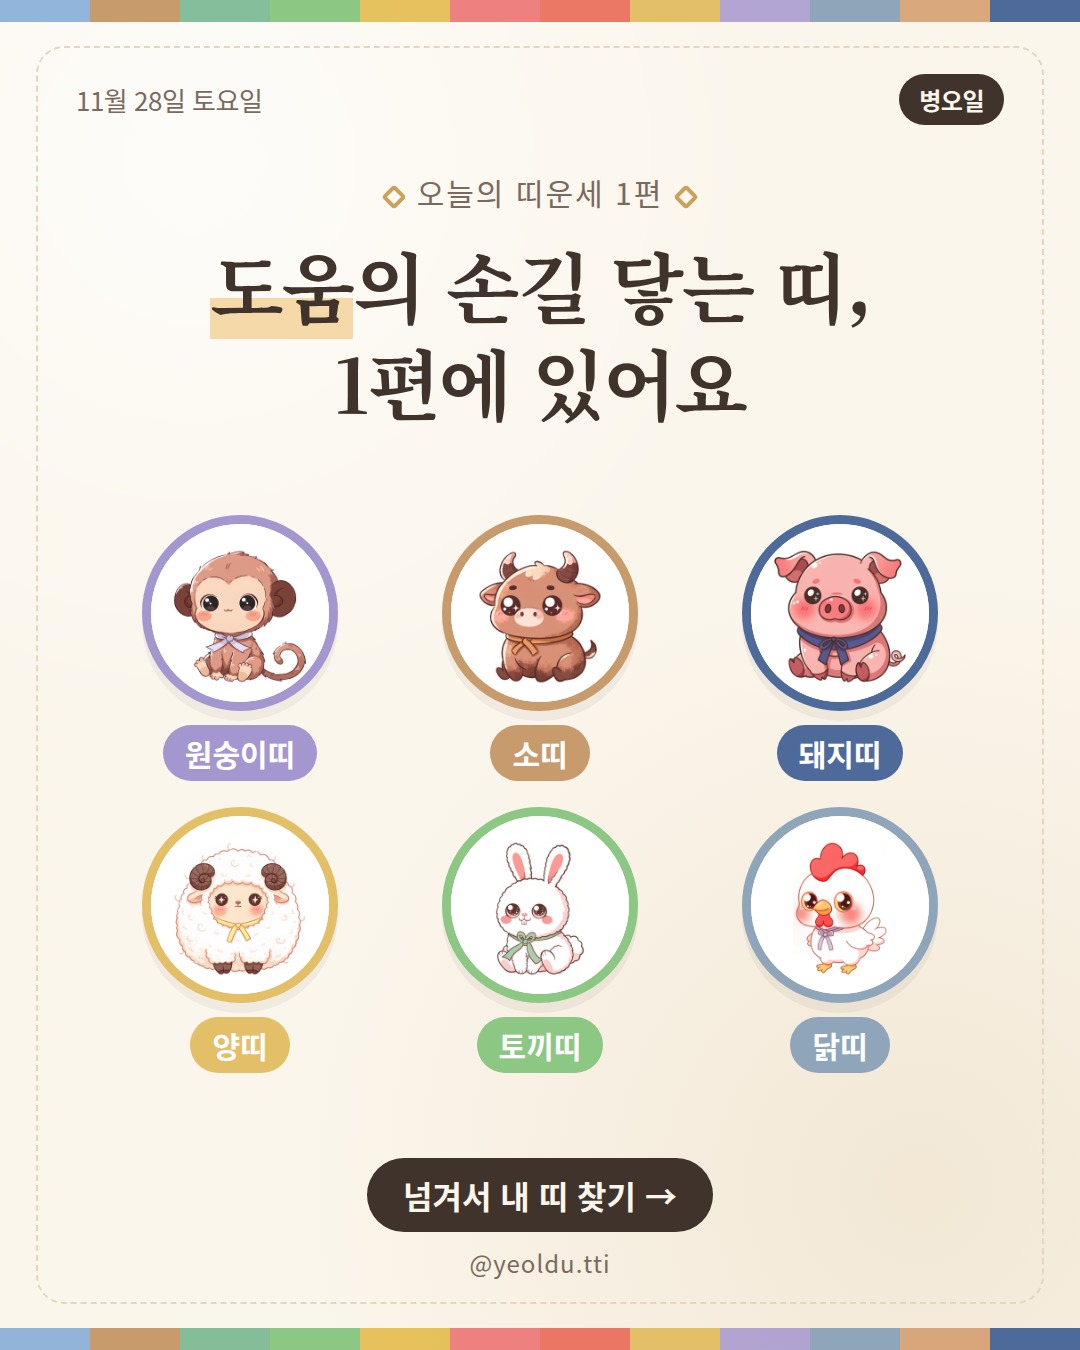 11월 28일 토요일
병오일
오늘의 띠운세 1편
도움의 손길 닿는 띠,
1편에 있어요
원숭이띠
소띠
돼지띠
양띠
토끼띠
닭띠
넘겨서 내 띠 찾기 →
@yeoldu.tti